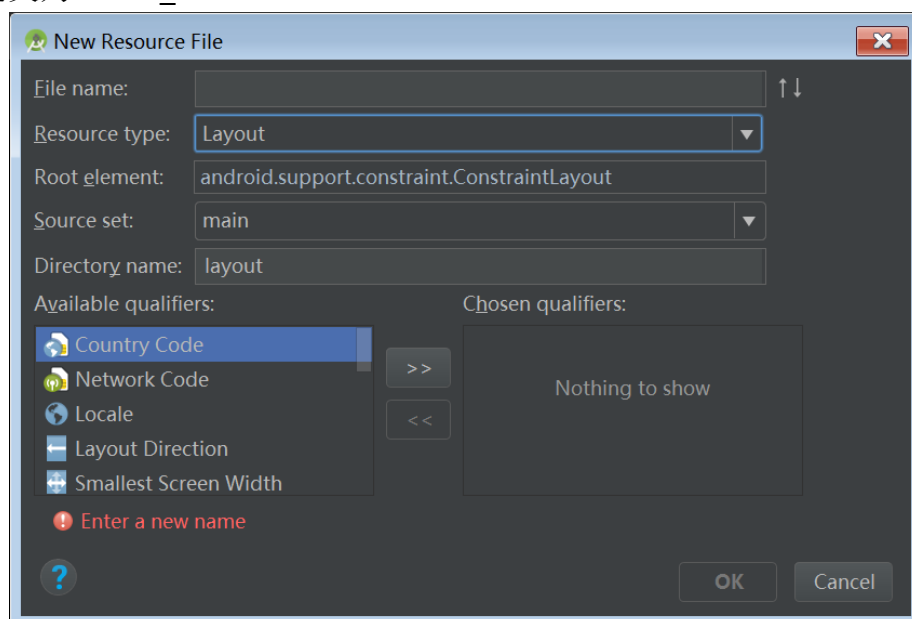 New Resource File
File name:
Resource type: Layout
Root element: android.support.constraint.ConstraintLayout
Source set: main
Directory name: layout
Available qualifiers: Chosen qualifiers:
Country Code
Network Code
Locale
Layout Direction
Smallest Screen Width
>>
<<
Nothing to show
Enter a new name
? OK Cancel